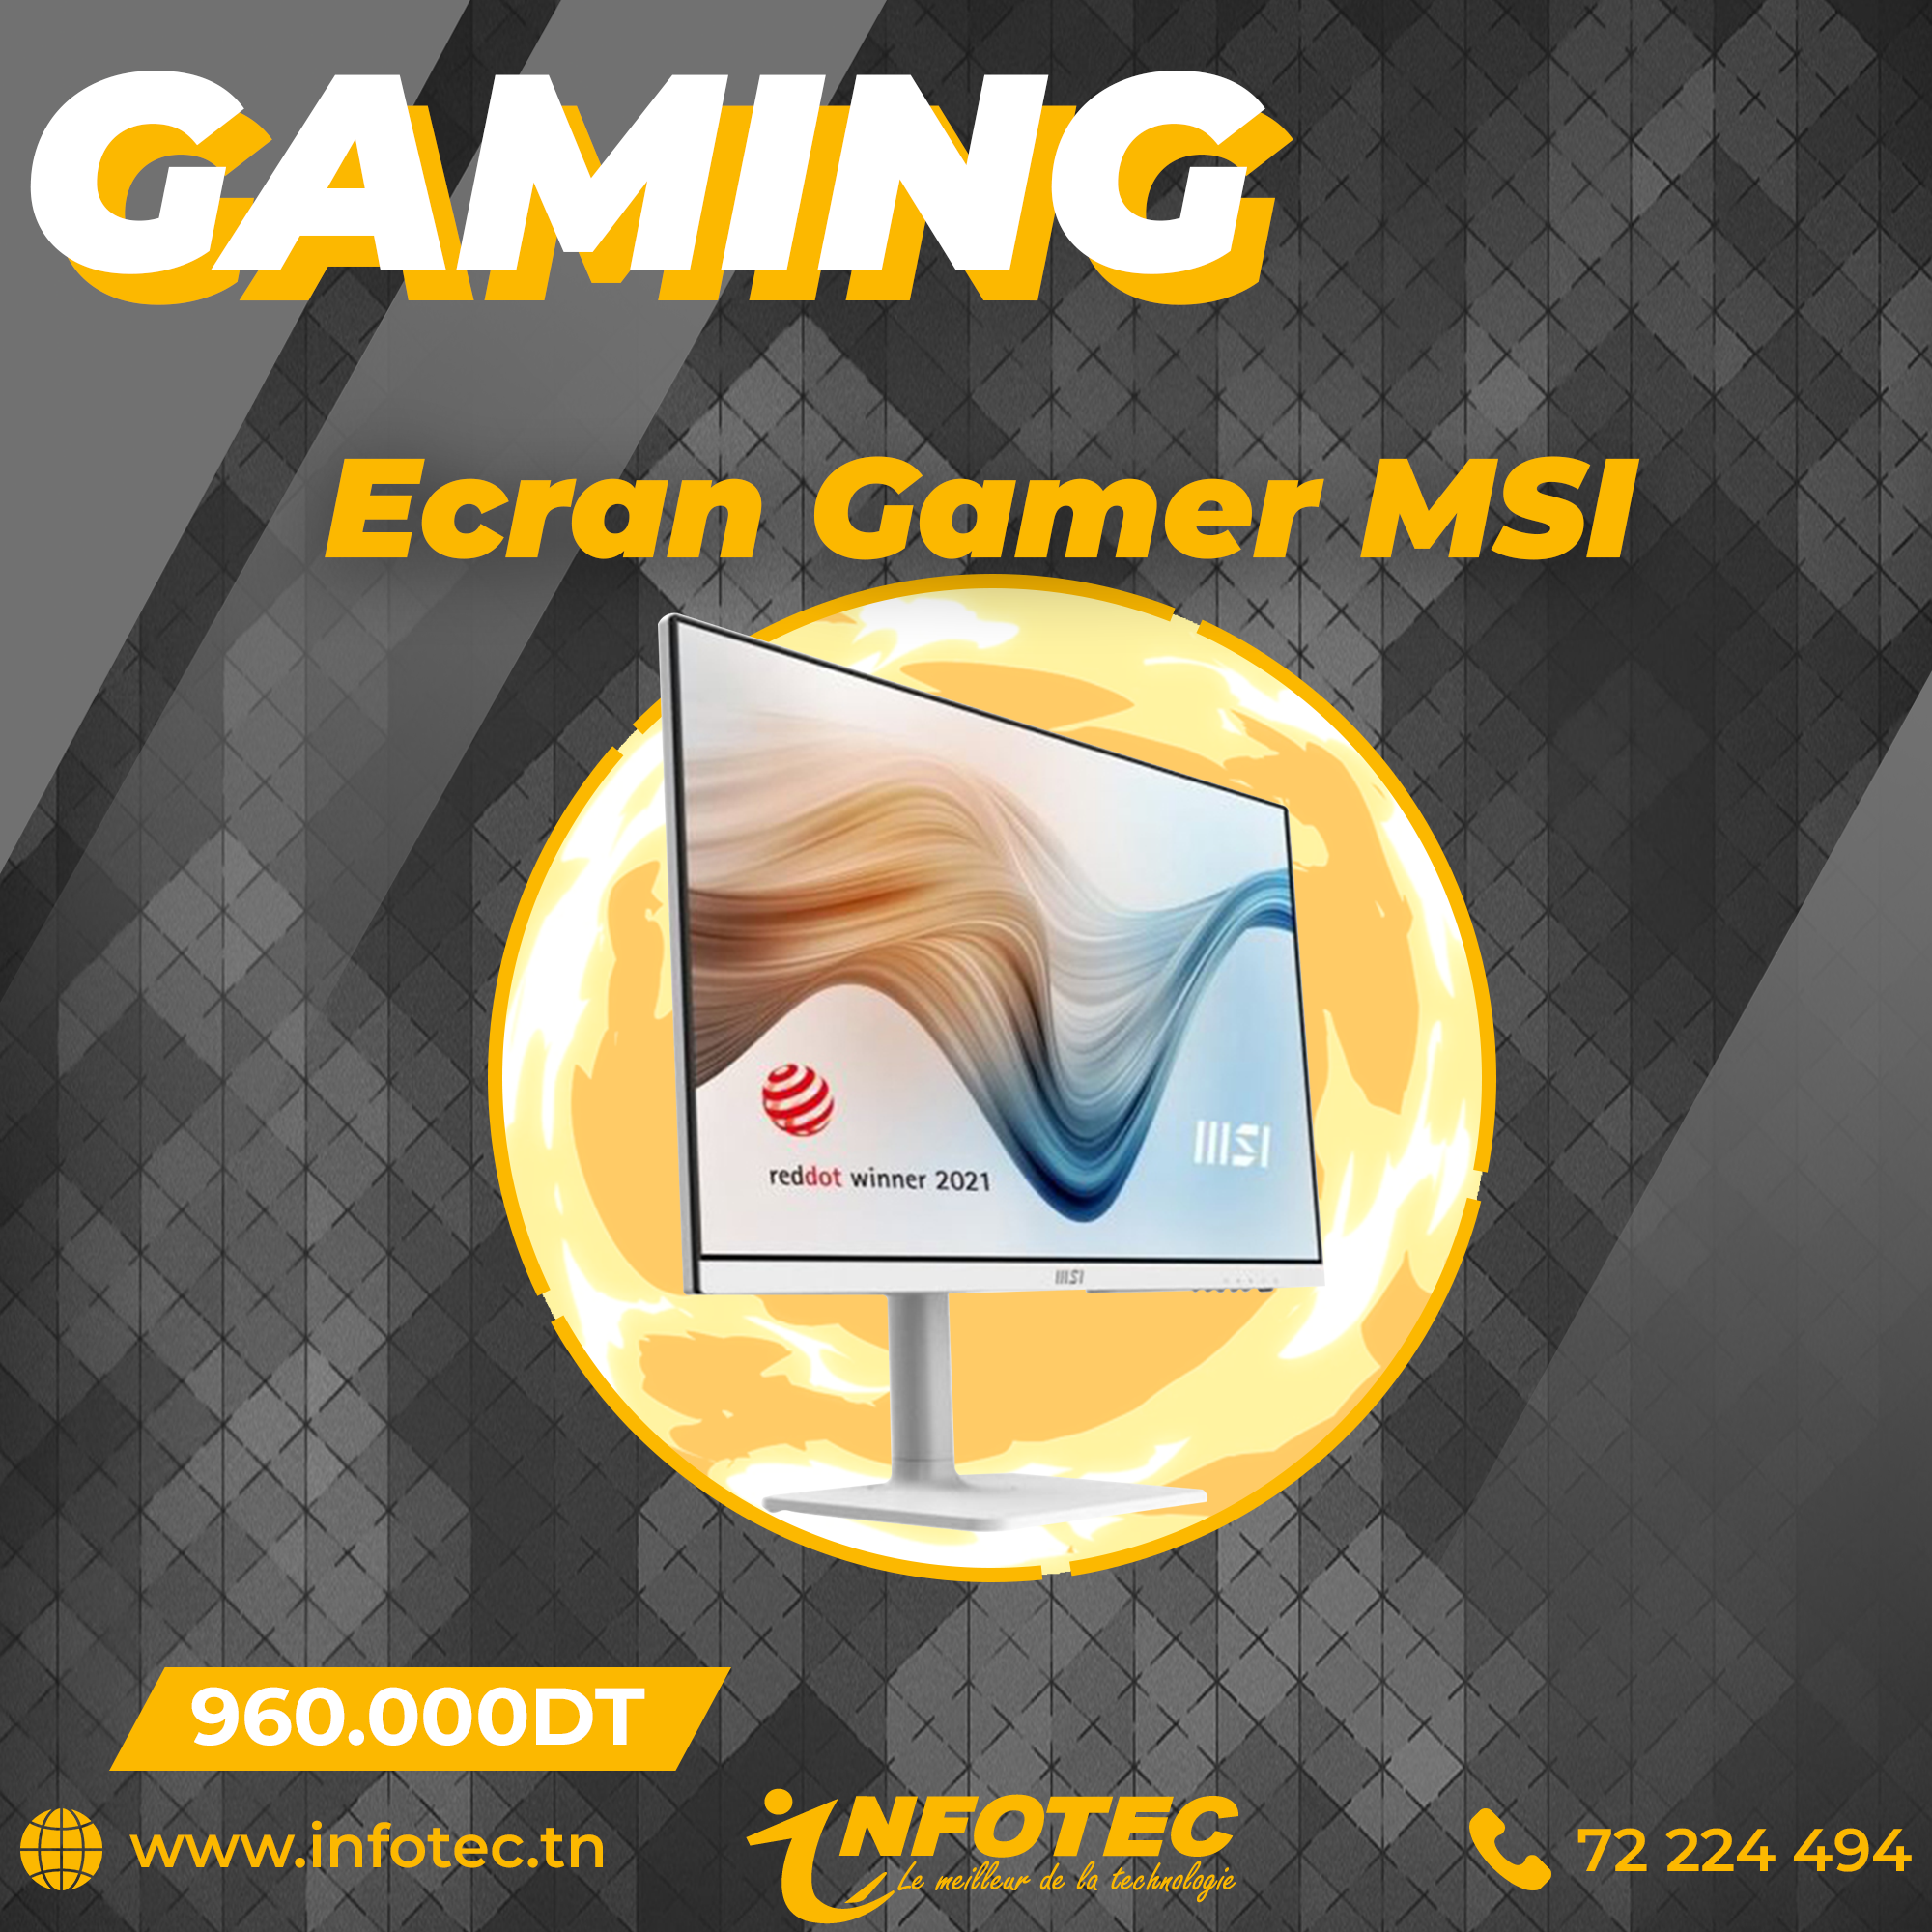 GAMING
Ecran Gamer MSI
reddot winner 2021
msi
msi
960.000DT
www.infotec.tn
iNFOTEC
Le meilleur de la technologie
72 224 494